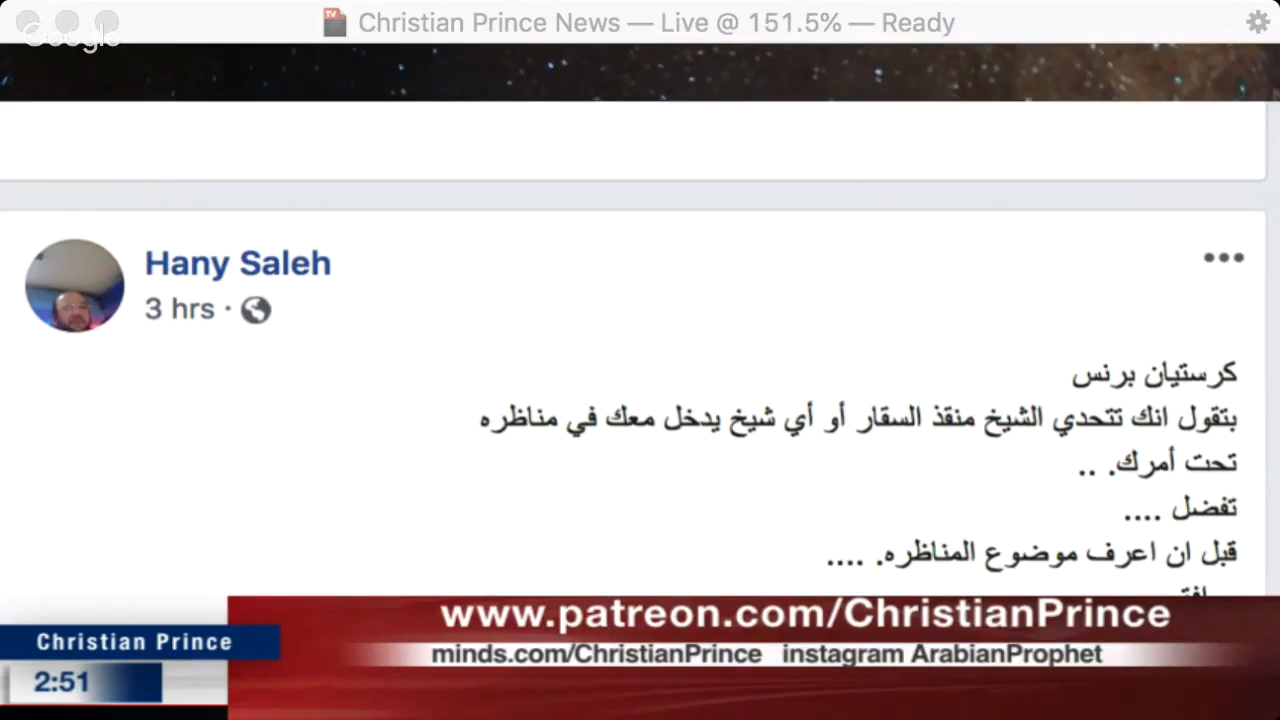 Christian Prince News — Live @ 151.5% — Ready
Google
Hany Saleh
3 hrs ·
كرستيان برنس
بتقول انك تتحدي الشيخ منقذ السقار أو أي شيخ يدخل معك في مناظره
تحت أمرك. ..
تفضل ....
قبل ان اعرف موضوع المناظره. ....
www.patreon.com/ChristianPrince
Christian Prince
minds.com/ChristianPrince instagram ArabianProphet
2:51